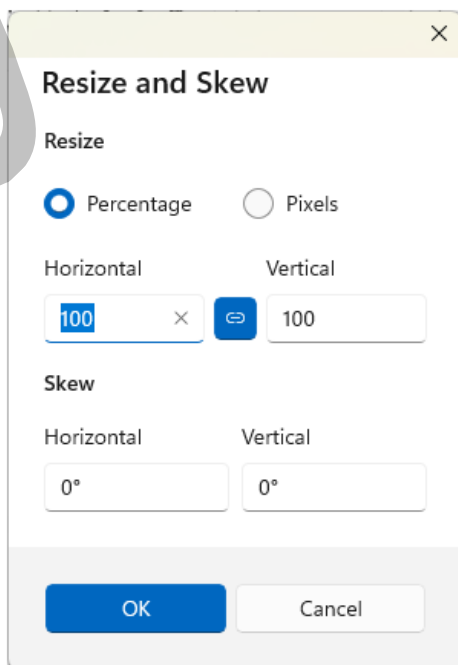 Resize and Skew
Resize
Percentage Pixels
Horizontal Vertical
100 100
Skew
Horizontal Vertical
0° 0°
OK Cancel